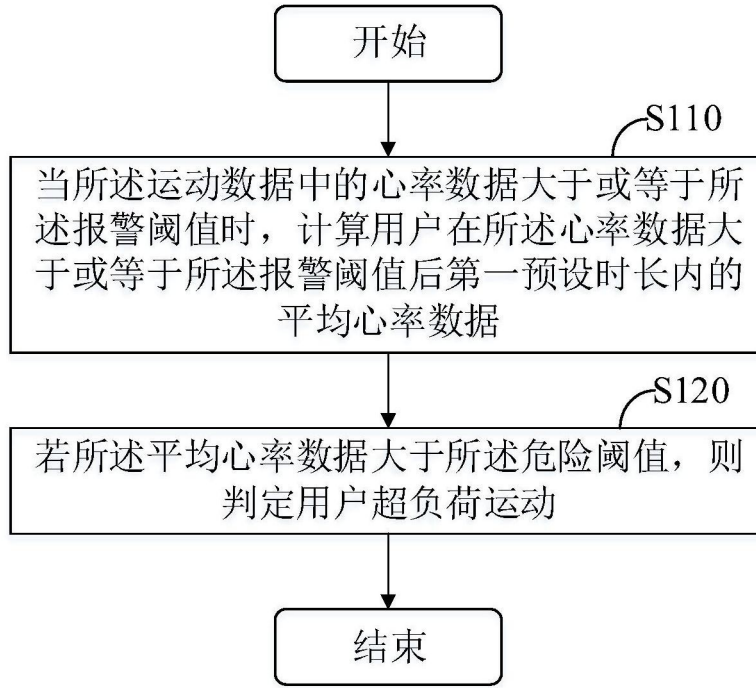 开始
S110
当所述运动数据中的心率数据大于或等于所
述报警阈值时，计算用户在所述心率数据大
于或等于所述报警阈值后第一预设时长内的
平均心率数据
S120
若所述平均心率数据大于所述危险阈值，则
判定用户超负荷运动
结束